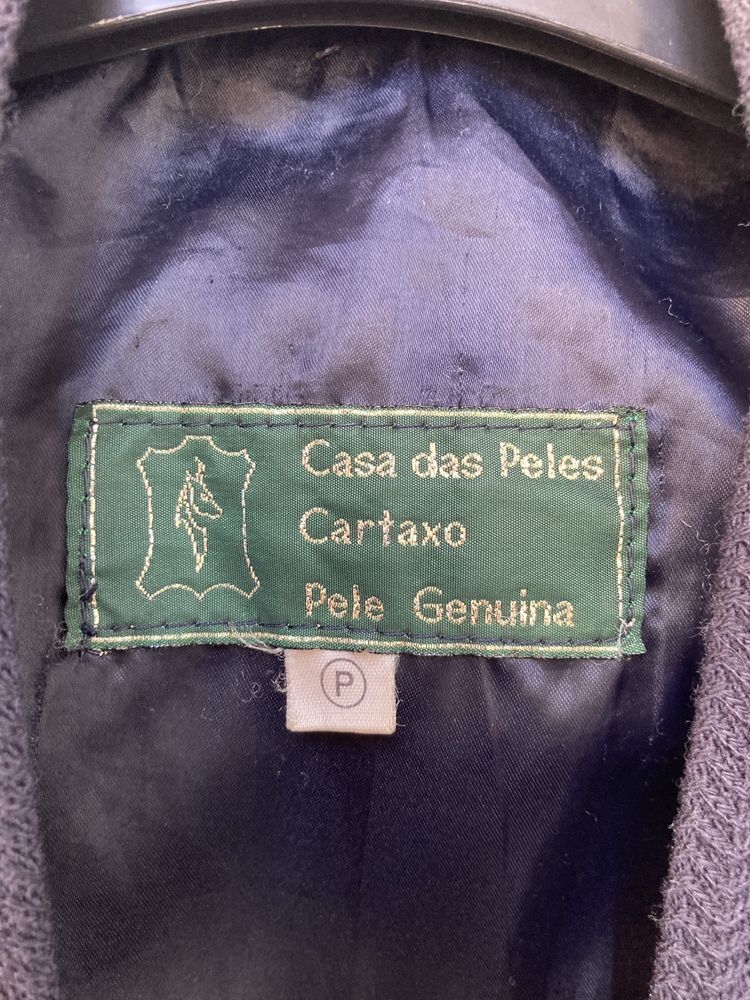 Casa das Peles
Cartaxo
Pele Genuina
P